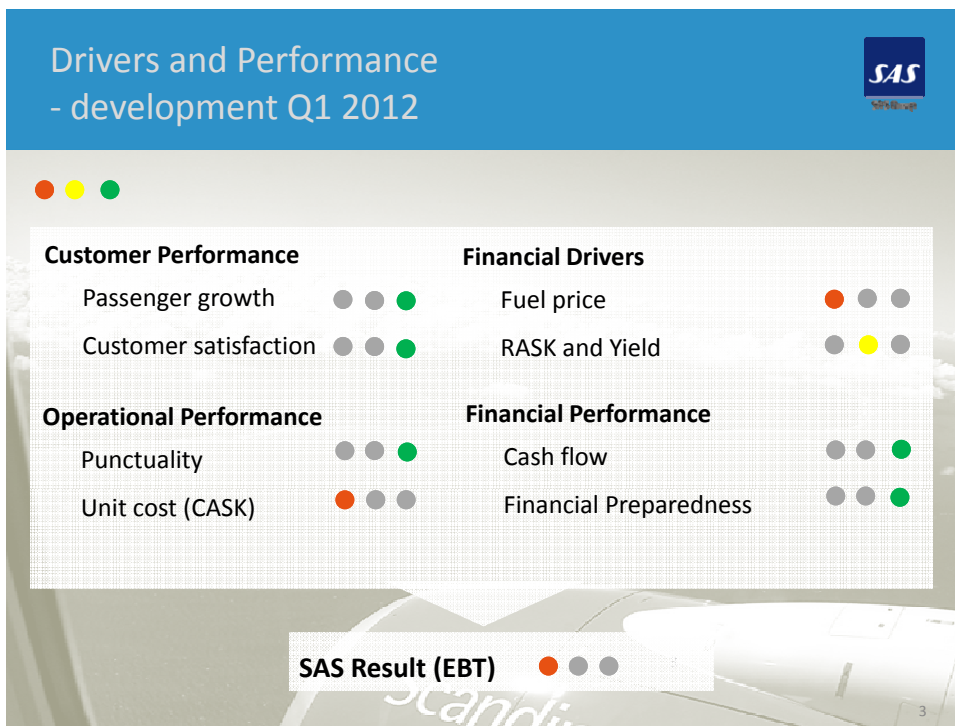 Drivers and Performance
- development Q1 2012
SAS
Customer Performance
Passenger growth
Customer satisfaction
Operational Performance
Punctuality
Unit cost (CASK)
Financial Drivers
Fuel price
RASK and Yield
Financial Performance
Cash flow
Financial Preparedness
SAS Result (EBT)
Scandi
3